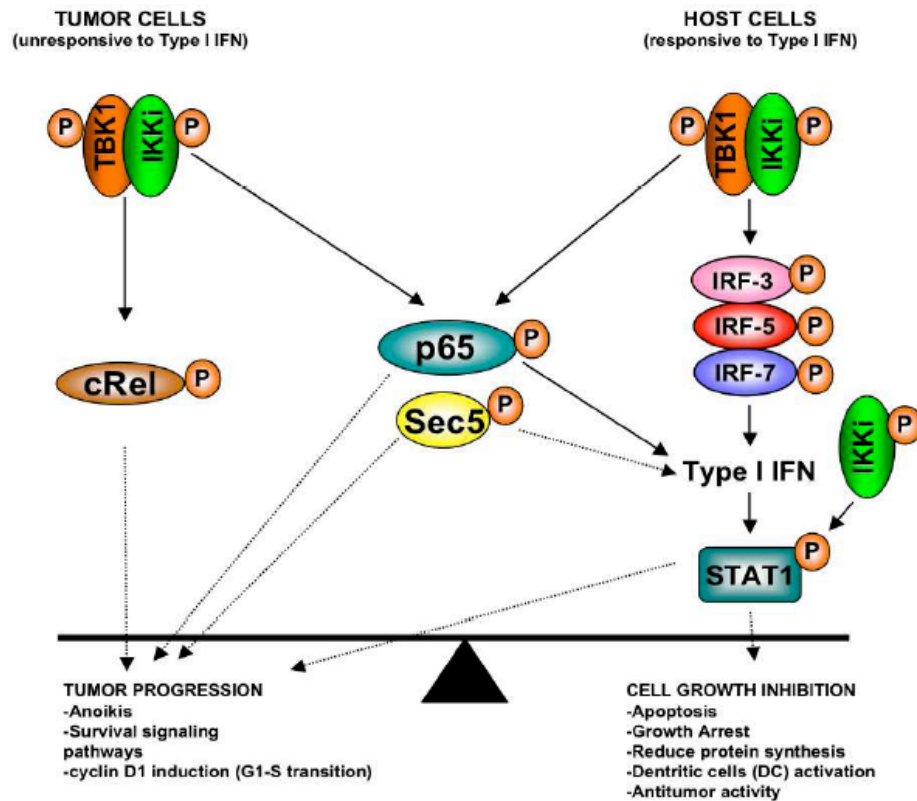 TUMOR CELLS
(unresponsive to Type I IFN)
HOST CELLS
(responsive to Type I IFN)
P
TBK1
IKKi
P
P
TBK1
IKKi
P
IRF-3
P
IRF-5
P
IRF-7
P
p65
P
cRel
P
Sec5
P
IKKi
P
Type I IFN
STAT1
P
TUMOR PROGRESSION
-Anoikis
-Survival signaling
pathways
-cyclin D1 induction (G1-S transition)
CELL GROWTH INHIBITION
-Apoptosis
-Growth Arrest
-Reduce protein synthesis
-Dentritic cells (DC) activation
-Antitumor activity